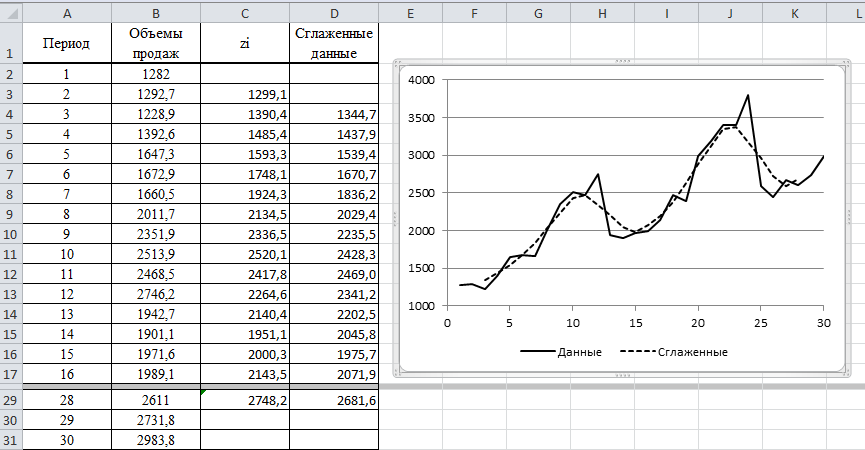 A B C D E F G H I J K L
1 Период Объемы продаж zi Сглаженные данные
2 1 1282
3 2 1292,7 1299,1
4 3 1228,9 1390,4 1344,7
5 4 1392,6 1485,4 1437,9
6 5 1647,3 1593,3 1539,4
7 6 1672,9 1748,1 1670,7
8 7 1660,5 1924,3 1836,2
9 8 2011,7 2134,5 2029,4
10 9 2351,9 2336,5 2235,5
11 10 2513,9 2520,1 2428,3
12 11 2468,5 2417,8 2469,0
13 12 2746,2 2264,6 2341,2
14 13 1942,7 2140,4 2202,5
15 14 1901,1 1951,1 2045,8
16 15 1971,6 2000,3 1975,7
17 16 1989,1 2143,5 2071,9
29 28 2611 2748,2 2681,6
30 29 2731,8
31 30 2983,8
4000
3500
3000
2500
2000
1500
1000
0 5 10 15 20 25 30
Данные Сглаженные